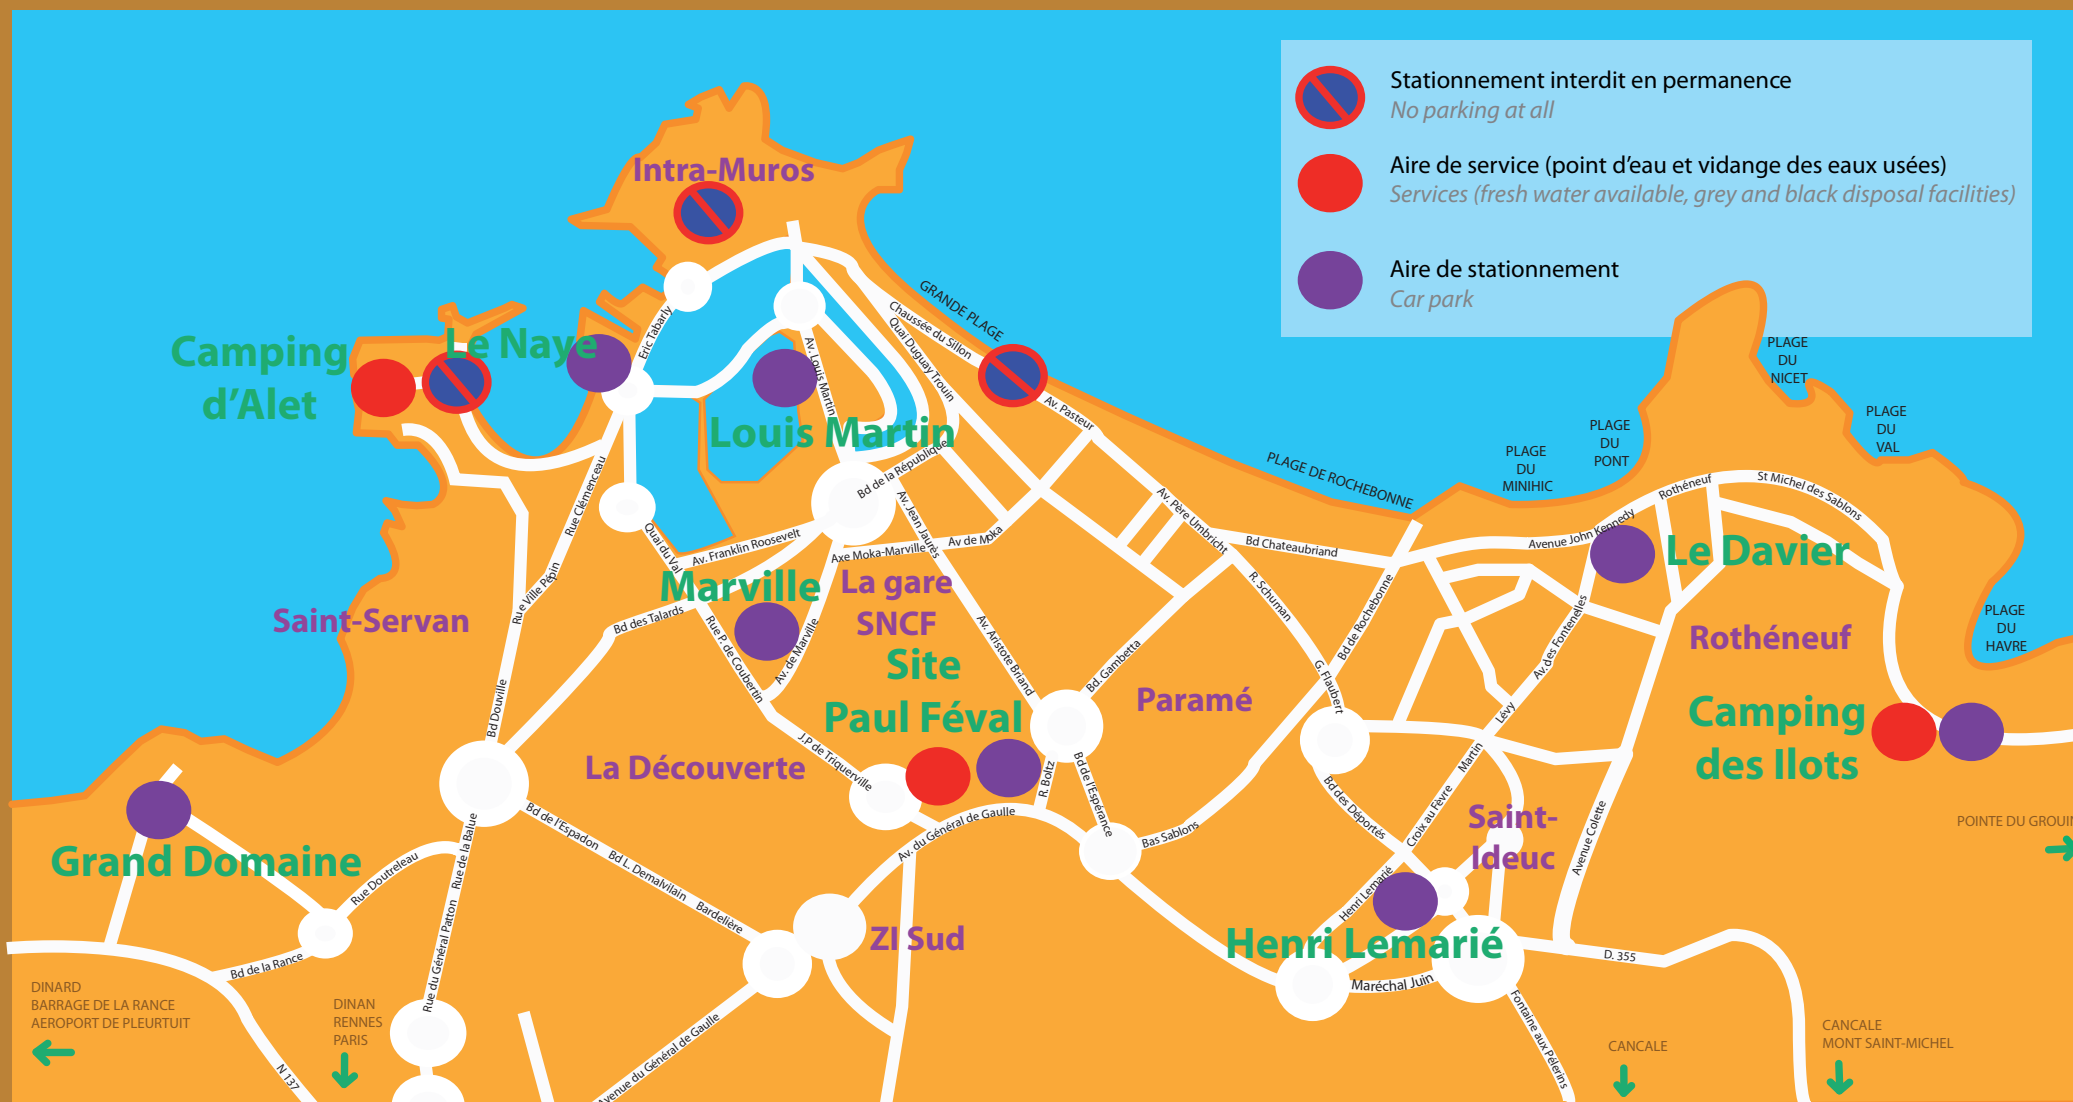 Stationnement interdit en permanence
No parking at all
Aire de service (point d'eau et vidange des eaux usées)
Services (fresh water available, grey and black disposal facilities)
Aire de stationnement
Car park
Intra-Muros
GRANDE PLAGE
Chaussée du Sillon
Quai Duguay Trouin
Eric Tabarly
Camping
d'Alet
Le Naye
Av. Louis Martin
Louis Martin
Av. Pasteur
PLAGE
DU
NICET
PLAGE
DU
VAL
PLAGE
DU
PONT
PLAGE
DU
MINIHIC
PLAGE DE ROCHEBONNE
Rothéneuf
St Michel des Sablons
Bd de la République
Rue Clémenceau
Quai du Val
Av. Franklin Roosevelt
Axe Moka-Marville
Av de Moka
Av. Jean Jaurès
Av. Père Umbricht
Bd Chateaubriand
Avenue John Kennedy
Le Davier
Marville
La gare
SNCF
Rue Ville Pépin
Saint-Servan
Bd des Talards
Rue P. de Coubertin
Av. de Marville
Av. Aristote Briand
R. Schuman
Bd de Rochebonne
Av. des Fontenelles
Rothéneuf
PLAGE
DU
HAVRE
Site
Paul Féval
Bd. Gambetta
Paramé
G. Flaubert
Lévy
Martin
Croix au Fèvre
Camping
des Ilots
Bd Douville
La Découverte
J.P de Triquerville
R. Boltz
Bd de l'Espérance
Av. du Général de Gaulle
Bas Sablons
Bd des Déportés
Saint-
Ideuc
Avenue Colette
POINTE DU GROUIN
Grand Domaine
Rue Doutreleau
Rue de la Balue
Rue du Général Patton
Bd de l'Espadon
Bd L. Demalvilain
Bardelière
Bd de la Rance
ZI Sud
Henri Lemarié
Henri Lemarié
Maréchal Juin
D. 355
Fontaine aux Pélerins
DINARD
BARRAGE DE LA RANCE
AEROPORT DE PLEURTUIT
DINAN
RENNES
PARIS
N 137
Avenue du Général de Gaulle
CANCALE
CANCALE
MONT SAINT-MICHEL